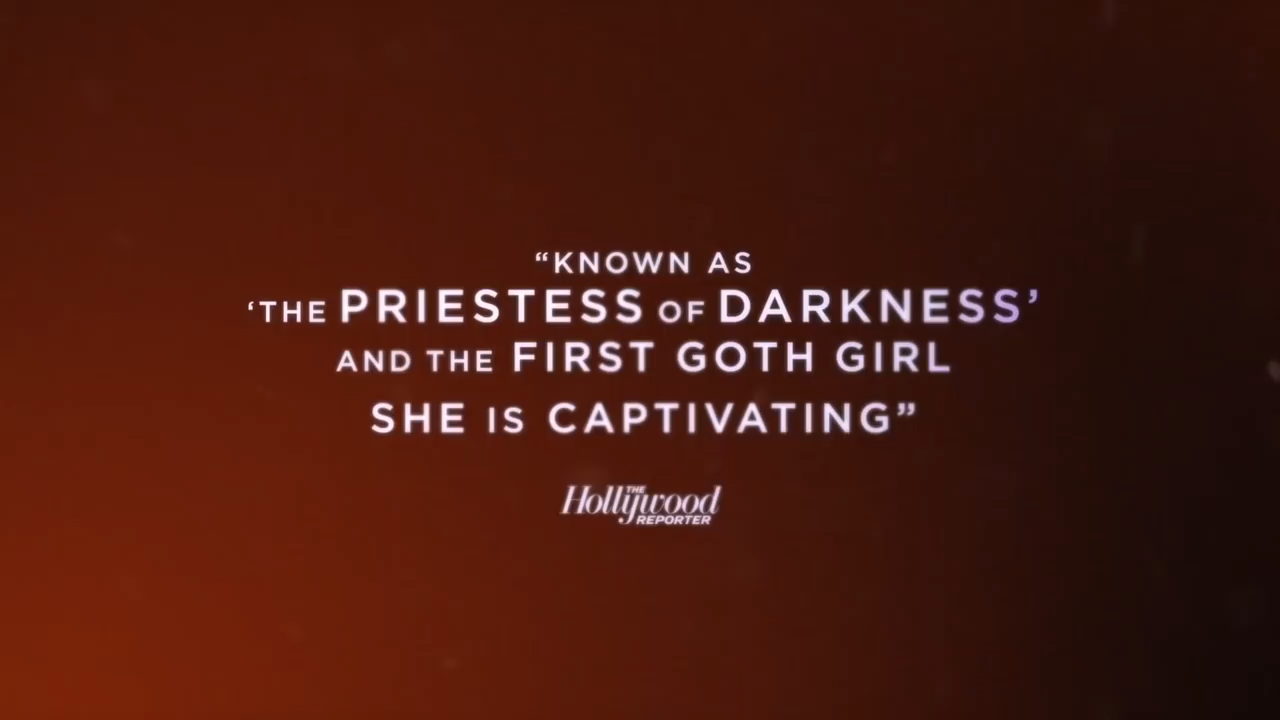 “KNOWN AS
‘THE PRIESTESS OF DARKNESS’
AND THE FIRST GOTH GIRL
SHE IS CAPTIVATING”
THE
Hollywood
REPORTER